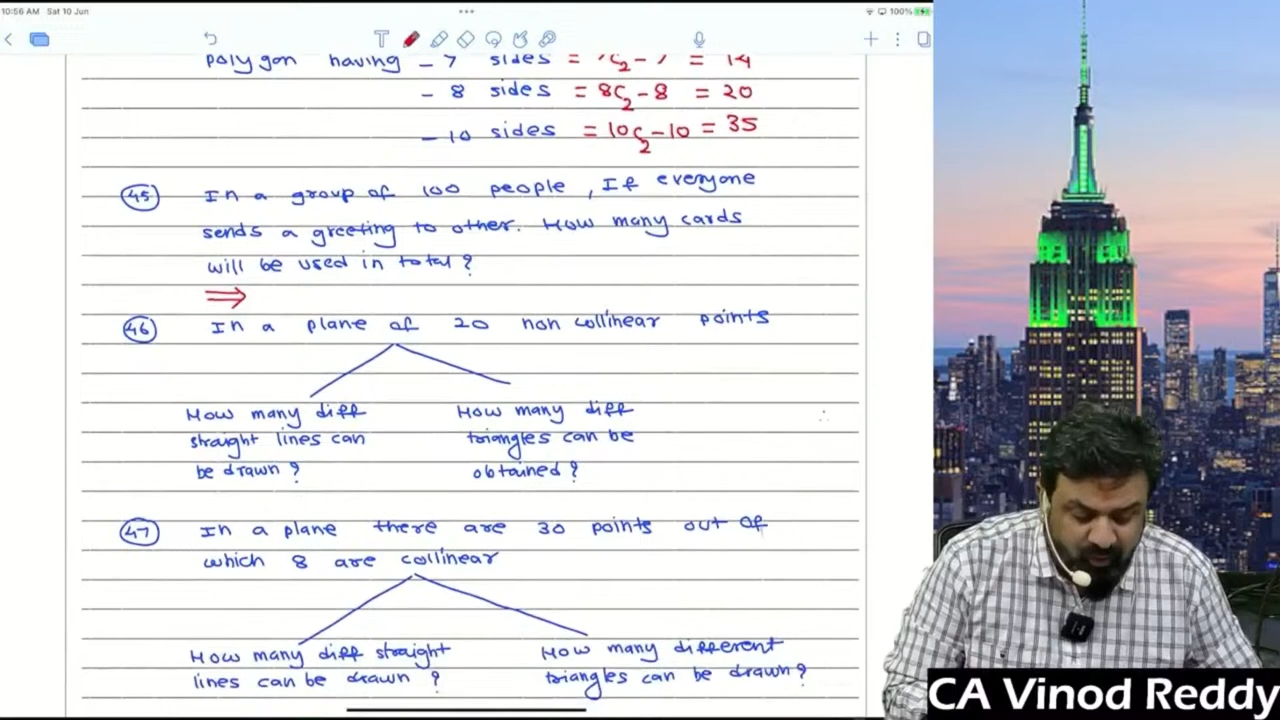 10:56 AM Sat 10 Jun
100%
polygon having - 7 sides = 7C2 - 7 = 14
- 8 sides = 8C2 - 8 = 20
- 10 sides = 10C2 - 10 = 35
45 In a group of 100 people, If everyone
sends a greeting to other. How many cards
will be used in total?
⇒
46 In a plane of 20 non collinear points
How many diff
straight lines can
be drawn?
How many diff
triangles can be
obtained?
47 In a plane there are 30 points out of
which 8 are collinear
How many diff straight
lines can be drawn?
How many different
triangles can be drawn?
CA Vinod Reddy